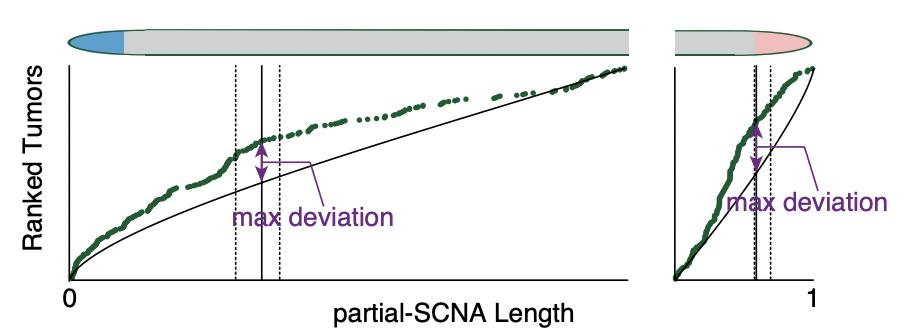 Ranked Tumors
max deviation
max deviation
0
1
partial-SCNA Length